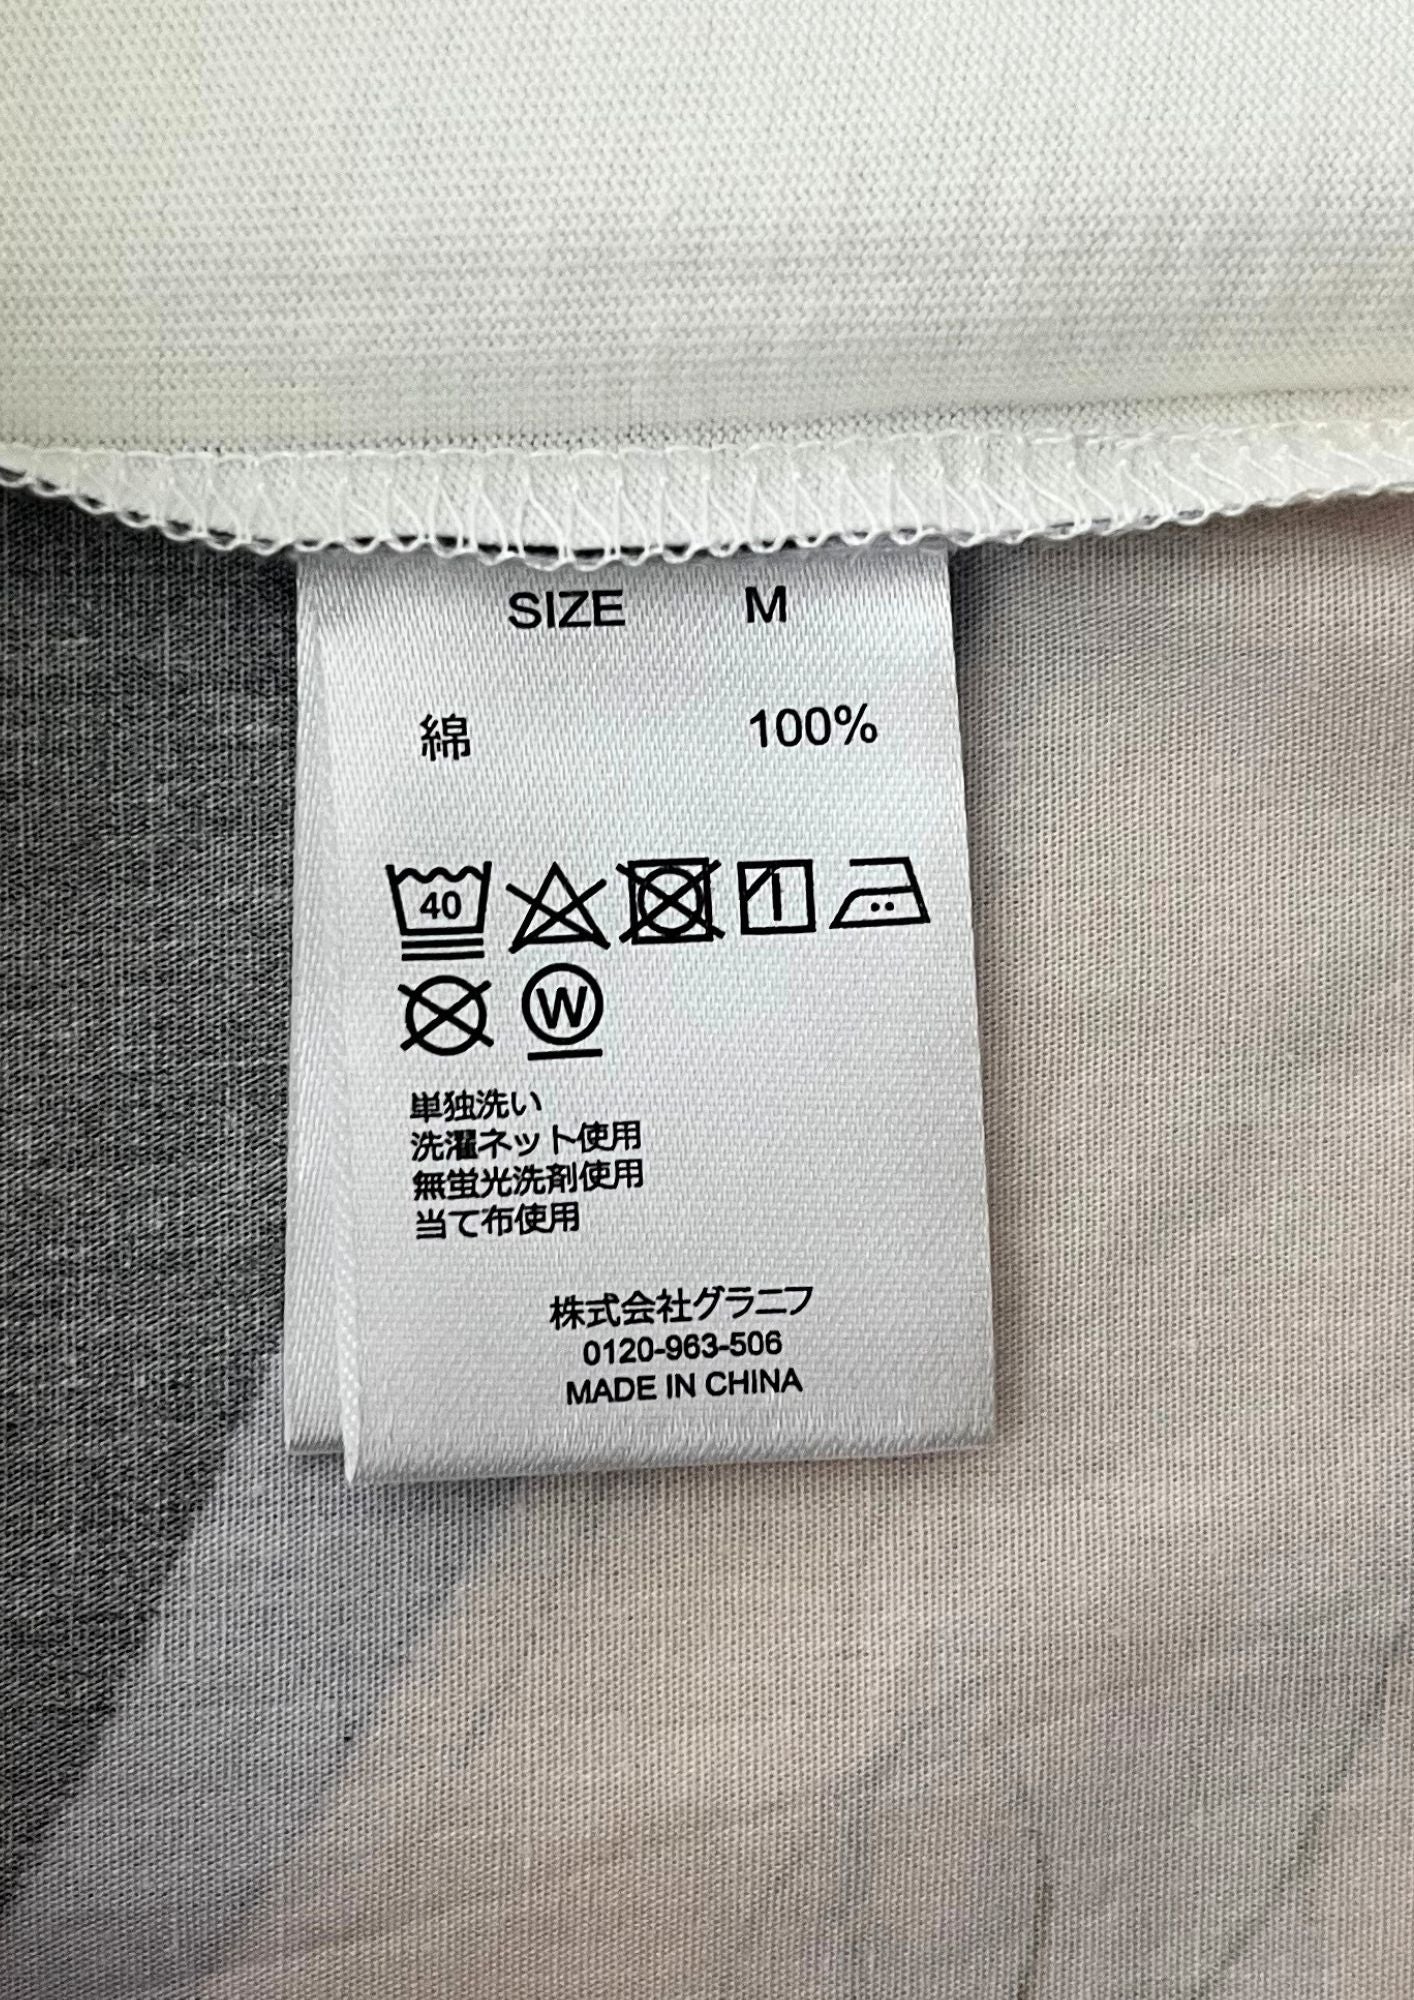 SIZE M
綿 100%
40
W
単独洗い
洗濯ネット使用
無蛍光洗剤使用
当て布使用
株式会社グラニフ
0120-963-506
MADE IN CHINA